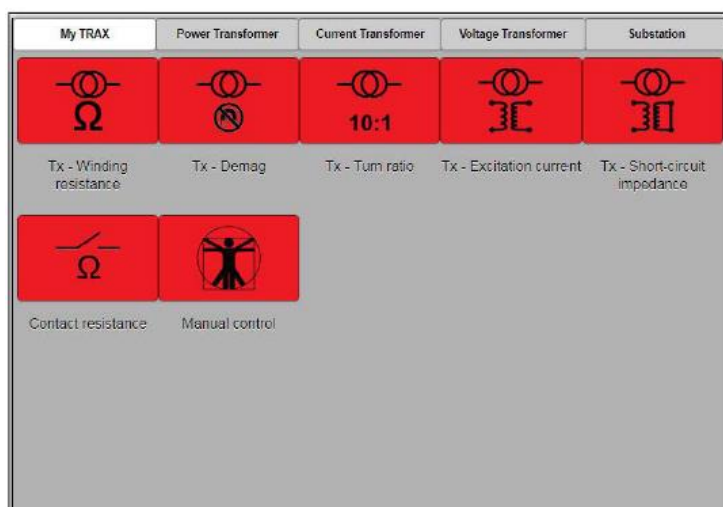 My TRAX
Power Transformer
Current Transformer
Voltage Transformer
Substation
Ω
10:1
Tx - Winding
resistance
Tx - Demag
Tx - Turn ratio
Tx - Excitation current
Tx - Short-circuit
impedance
Ω
Contact resistance
Manual control